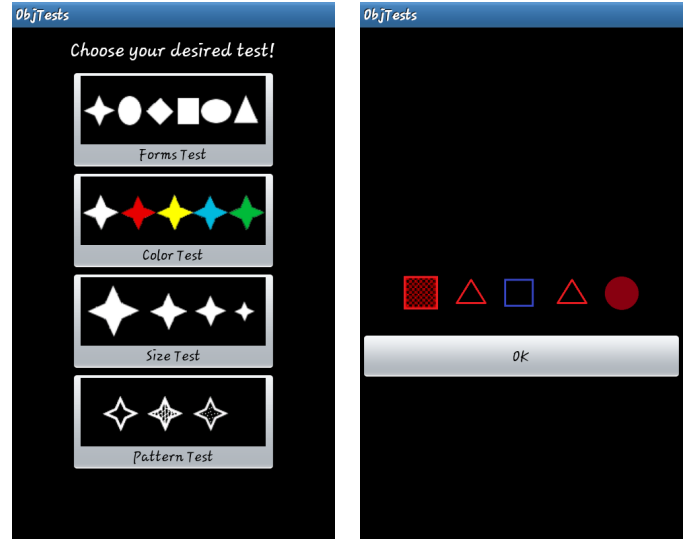 ObjTests
Choose your desired test!
Forms Test
Color Test
Size Test
Pattern Test
ObjTests
OK